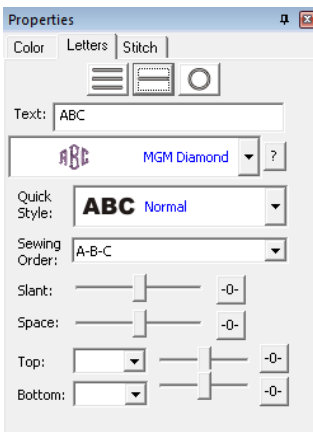 Properties
Color Letters Stitch
Text: ABC
ABC MGM Diamond ?
Quick Style: ABC Normal
Sewing Order: A-B-C
Slant: -0-
Space: -0-
Top: -0-
Bottom: -0-